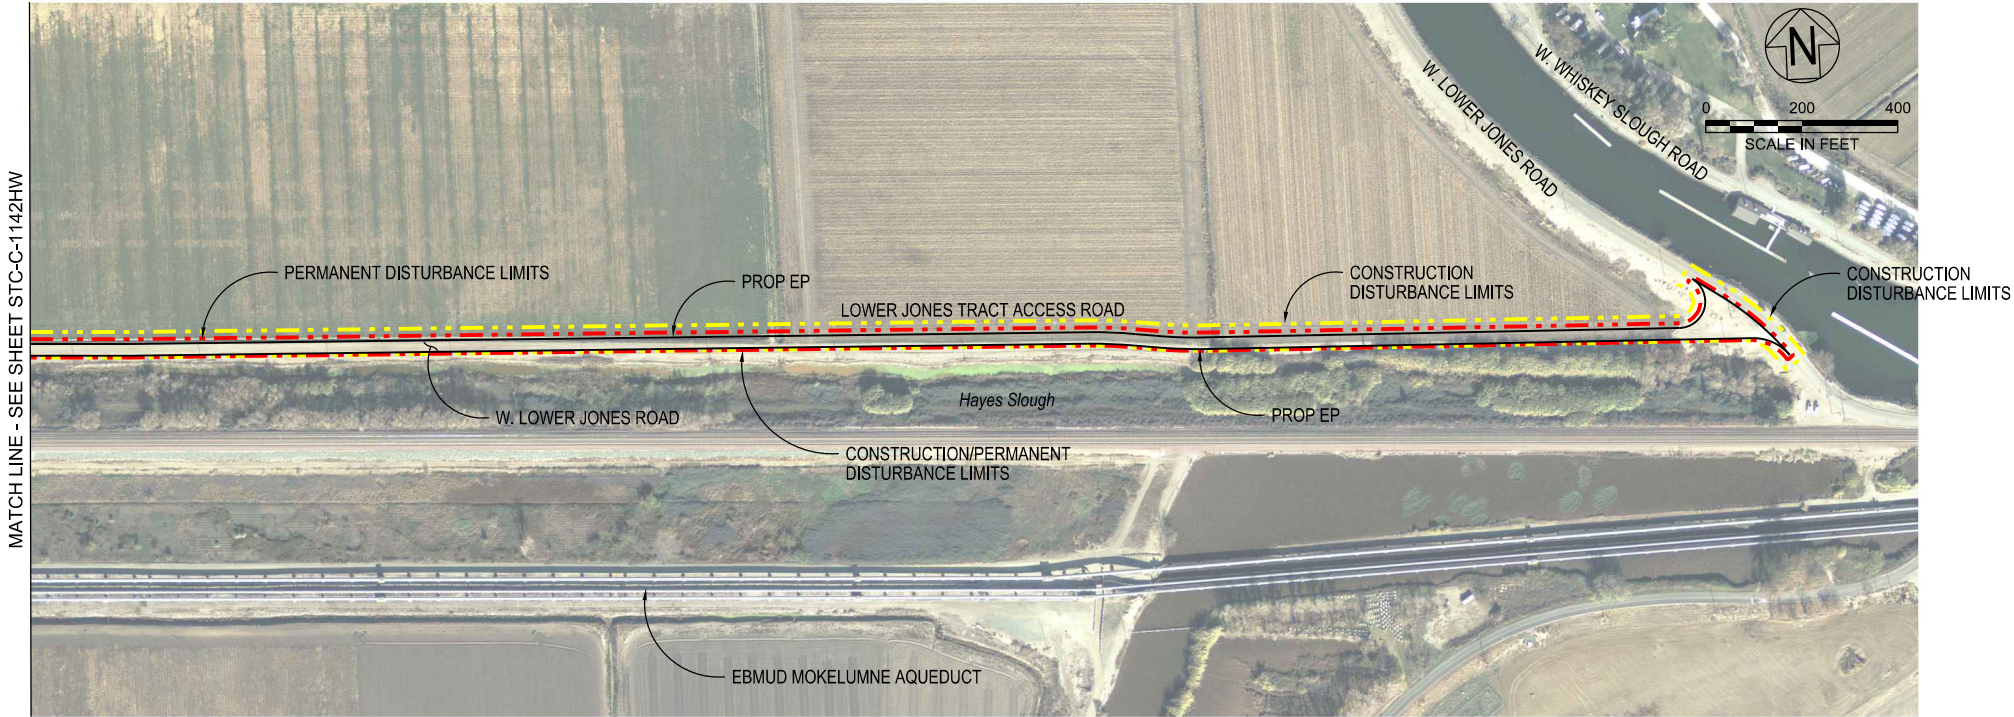 N
0 200 400
SCALE IN FEET
W. WHISKEY SLOUGH ROAD
W. LOWER JONES ROAD
MATCH LINE - SEE SHEET STC-C-1142HW
PERMANENT DISTURBANCE LIMITS
PROP EP
LOWER JONES TRACT ACCESS ROAD
CONSTRUCTION
DISTURBANCE LIMITS
CONSTRUCTION
DISTURBANCE LIMITS
W. LOWER JONES ROAD
Hayes Slough
PROP EP
CONSTRUCTION/PERMANENT
DISTURBANCE LIMITS
EBMUD MOKELUMNE AQUEDUCT